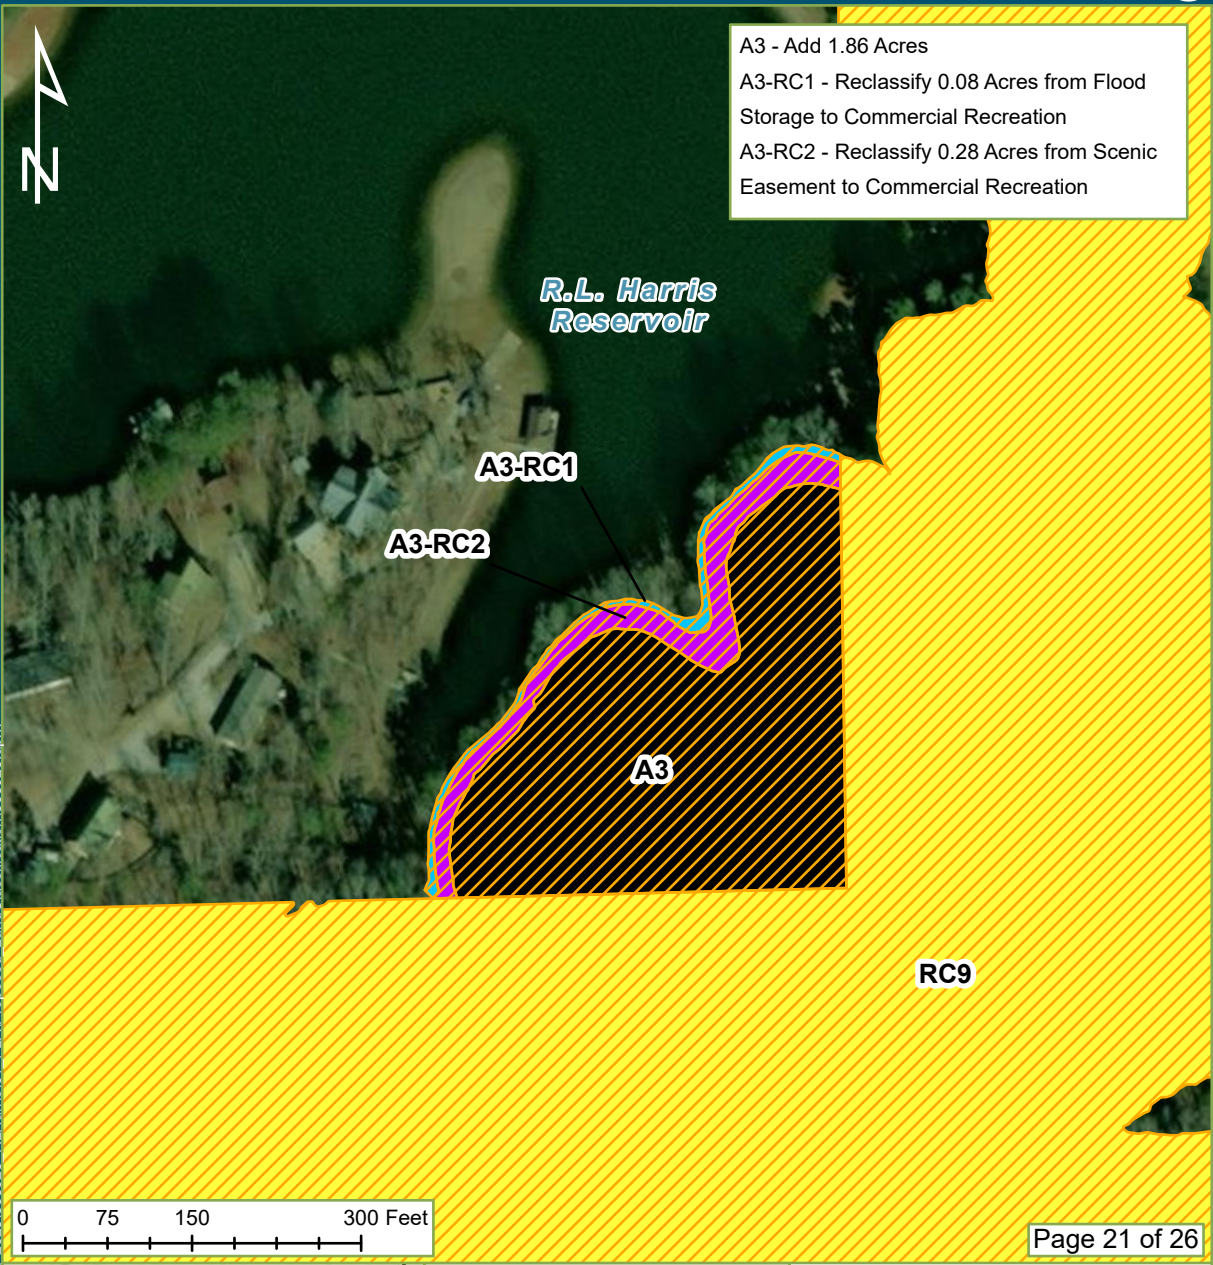 A3 - Add 1.86 Acres
A3-RC1 - Reclassify 0.08 Acres from Flood
Storage to Commercial Recreation
A3-RC2 - Reclassify 0.28 Acres from Scenic
Easement to Commercial Recreation
N
R.L. Harris
Reservoir
A3-RC1
A3-RC2
A3
RC9
0 75 150 300 Feet
Page 21 of 26